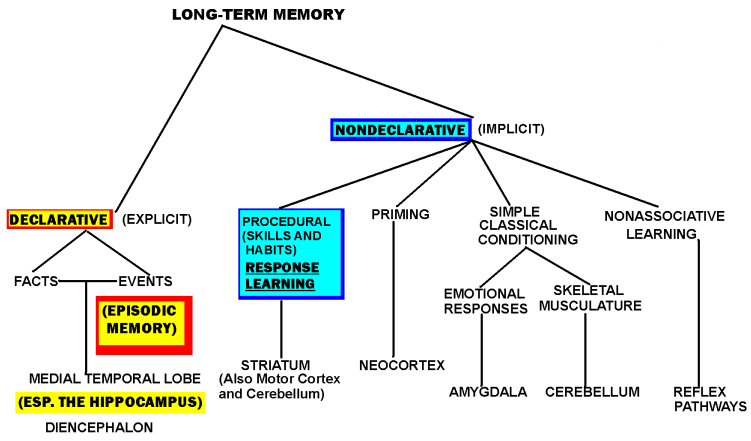 LONG-TERM MEMORY
NONDECLARATIVE (IMPLICIT)
DECLARATIVE (EXPLICIT)
FACTS EVENTS
(EPISODIC
MEMORY)
MEDIAL TEMPORAL LOBE
(ESP. THE HIPPOCAMPUS)
DIENCEPHALON
PROCEDURAL
(SKILLS AND
HABITS)
RESPONSE
LEARNING
STRIATUM
(Also Motor Cortex
and Cerebellum)
PRIMING
NEOCORTEX
SIMPLE
CLASSICAL
CONDITIONING
EMOTIONAL
RESPONSES
AMYGDALA
SKELETAL
MUSCULATURE
CEREBELLUM
NONASSOCIATIVE
LEARNING
REFLEX
PATHWAYS